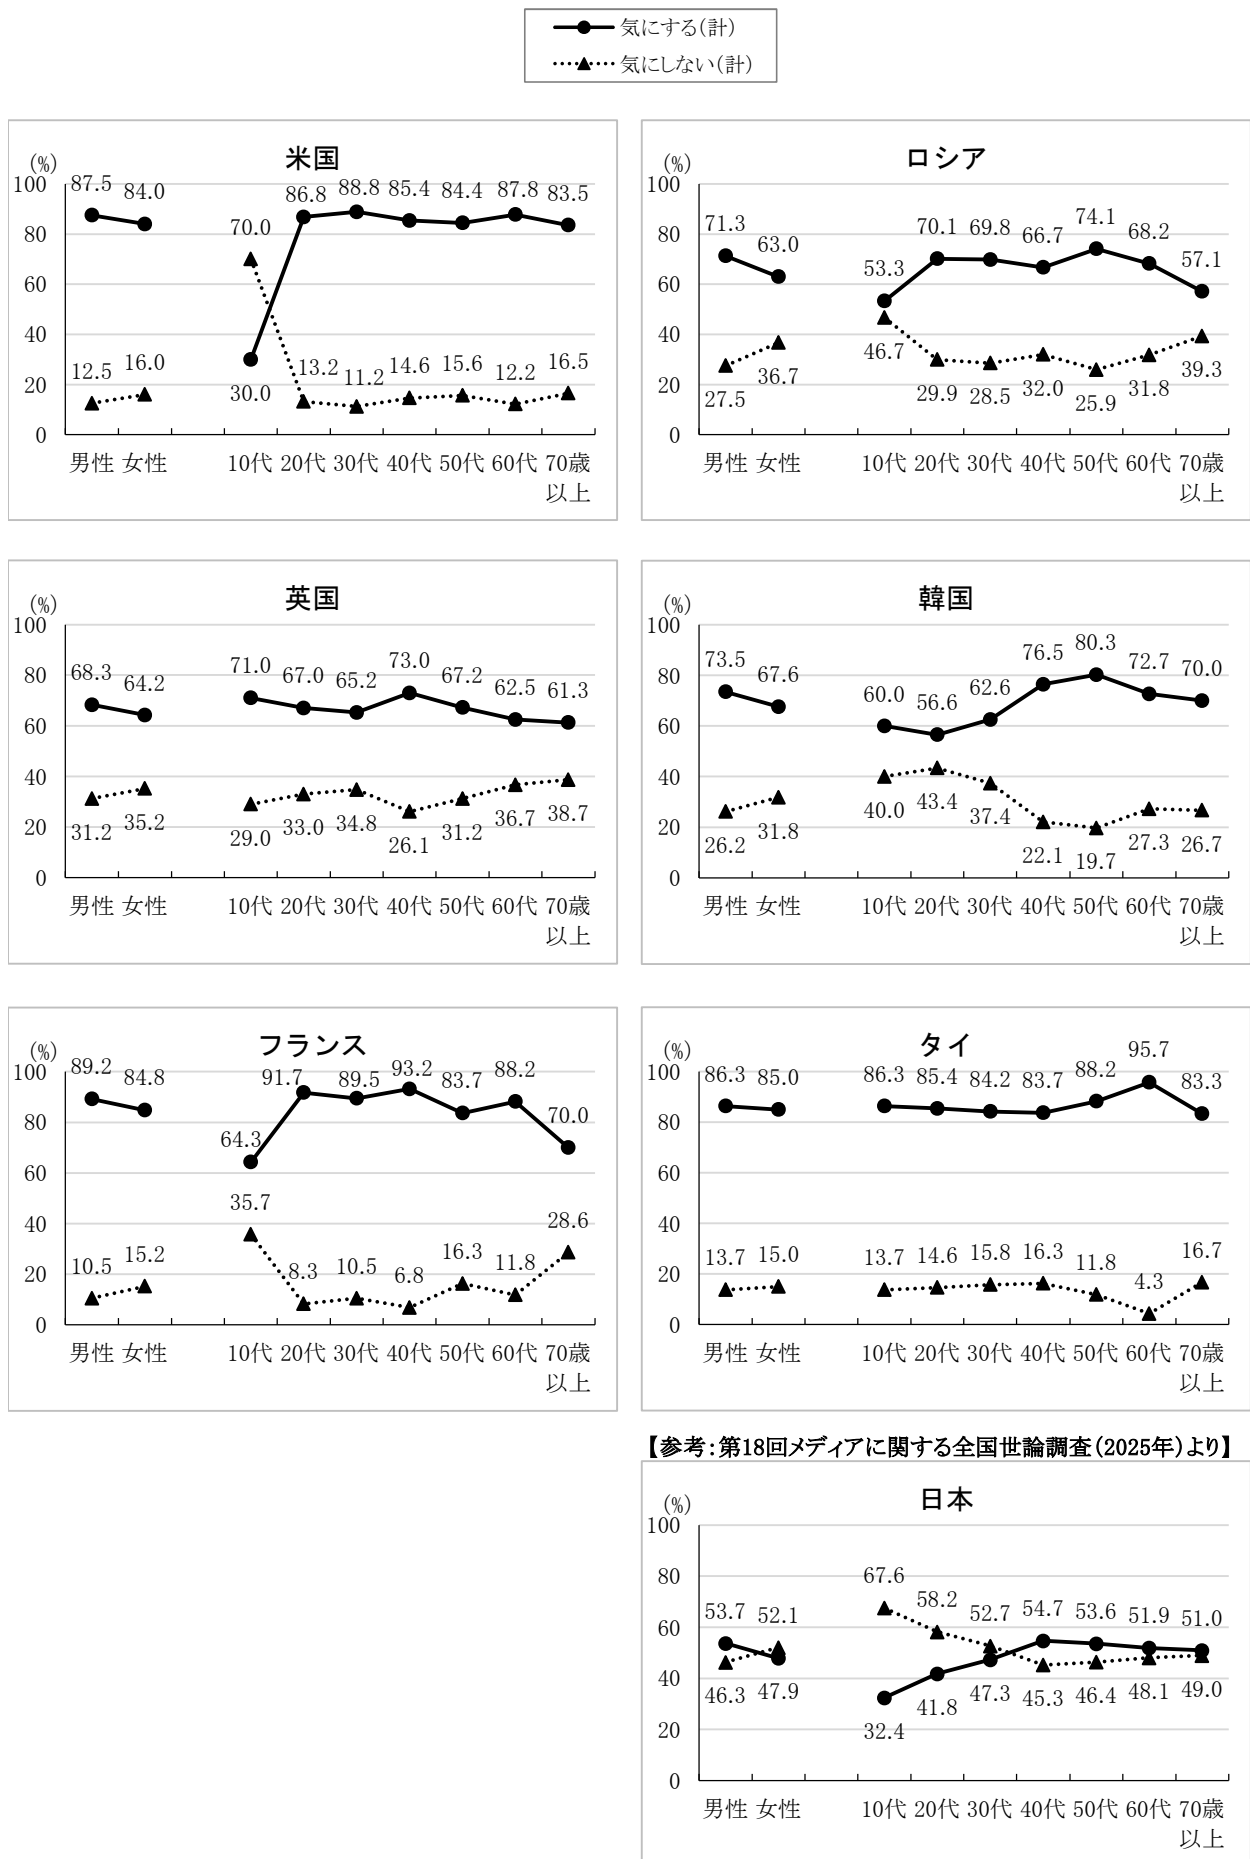 気にする(計)
気にしない(計)
米国
(%)
100
80
60
40
20
0
87.5 84.0 70.0 86.8 88.8 85.4 84.4 87.8 83.5
12.5 16.0 30.0 13.2 11.2 14.6 15.6 12.2 16.5
男性 女性 10代 20代 30代 40代 50代 60代 70歳
以上
ロシア
(%)
100
80
60
40
20
0
71.3 63.0 53.3 70.1 69.8 66.7 74.1 68.2 57.1
27.5 36.7 46.7 29.9 28.5 32.0 25.9 31.8 39.3
男性 女性 10代 20代 30代 40代 50代 60代 70歳
以上
英国
(%)
100
80
60
40
20
0
68.3 64.2 71.0 67.0 65.2 73.0 67.2 62.5 61.3
31.2 35.2 29.0 33.0 34.8 26.1 31.2 36.7 38.7
男性 女性 10代 20代 30代 40代 50代 60代 70歳
以上
韓国
(%)
100
80
60
40
20
0
73.5 67.6 60.0 56.6 62.6 76.5 80.3 72.7 70.0
26.2 31.8 40.0 43.4 37.4 22.1 19.7 27.3 26.7
男性 女性 10代 20代 30代 40代 50代 60代 70歳
以上
フランス
(%)
100
80
60
40
20
0
89.2 84.8 64.3 91.7 89.5 93.2 83.7 88.2 70.0
10.5 15.2 35.7 8.3 10.5 6.8 16.3 11.8 28.6
男性 女性 10代 20代 30代 40代 50代 60代 70歳
以上
タイ
(%)
100
80
60
40
20
0
86.3 85.0 86.3 85.4 84.2 83.7 88.2 95.7 83.3
13.7 15.0 13.7 14.6 15.8 16.3 11.8 4.3 16.7
男性 女性 10代 20代 30代 40代 50代 60代 70歳
以上
【参考：第18回メディアに関する全国世論調査(2025年)より】
日本
(%)
100
80
60
40
20
0
53.7 52.1 67.6 58.2 52.7 54.7 53.6 51.9 51.0
46.3 47.9 32.4 41.8 47.3 45.3 46.4 48.1 49.0
男性 女性 10代 20代 30代 40代 50代 60代 70歳
以上